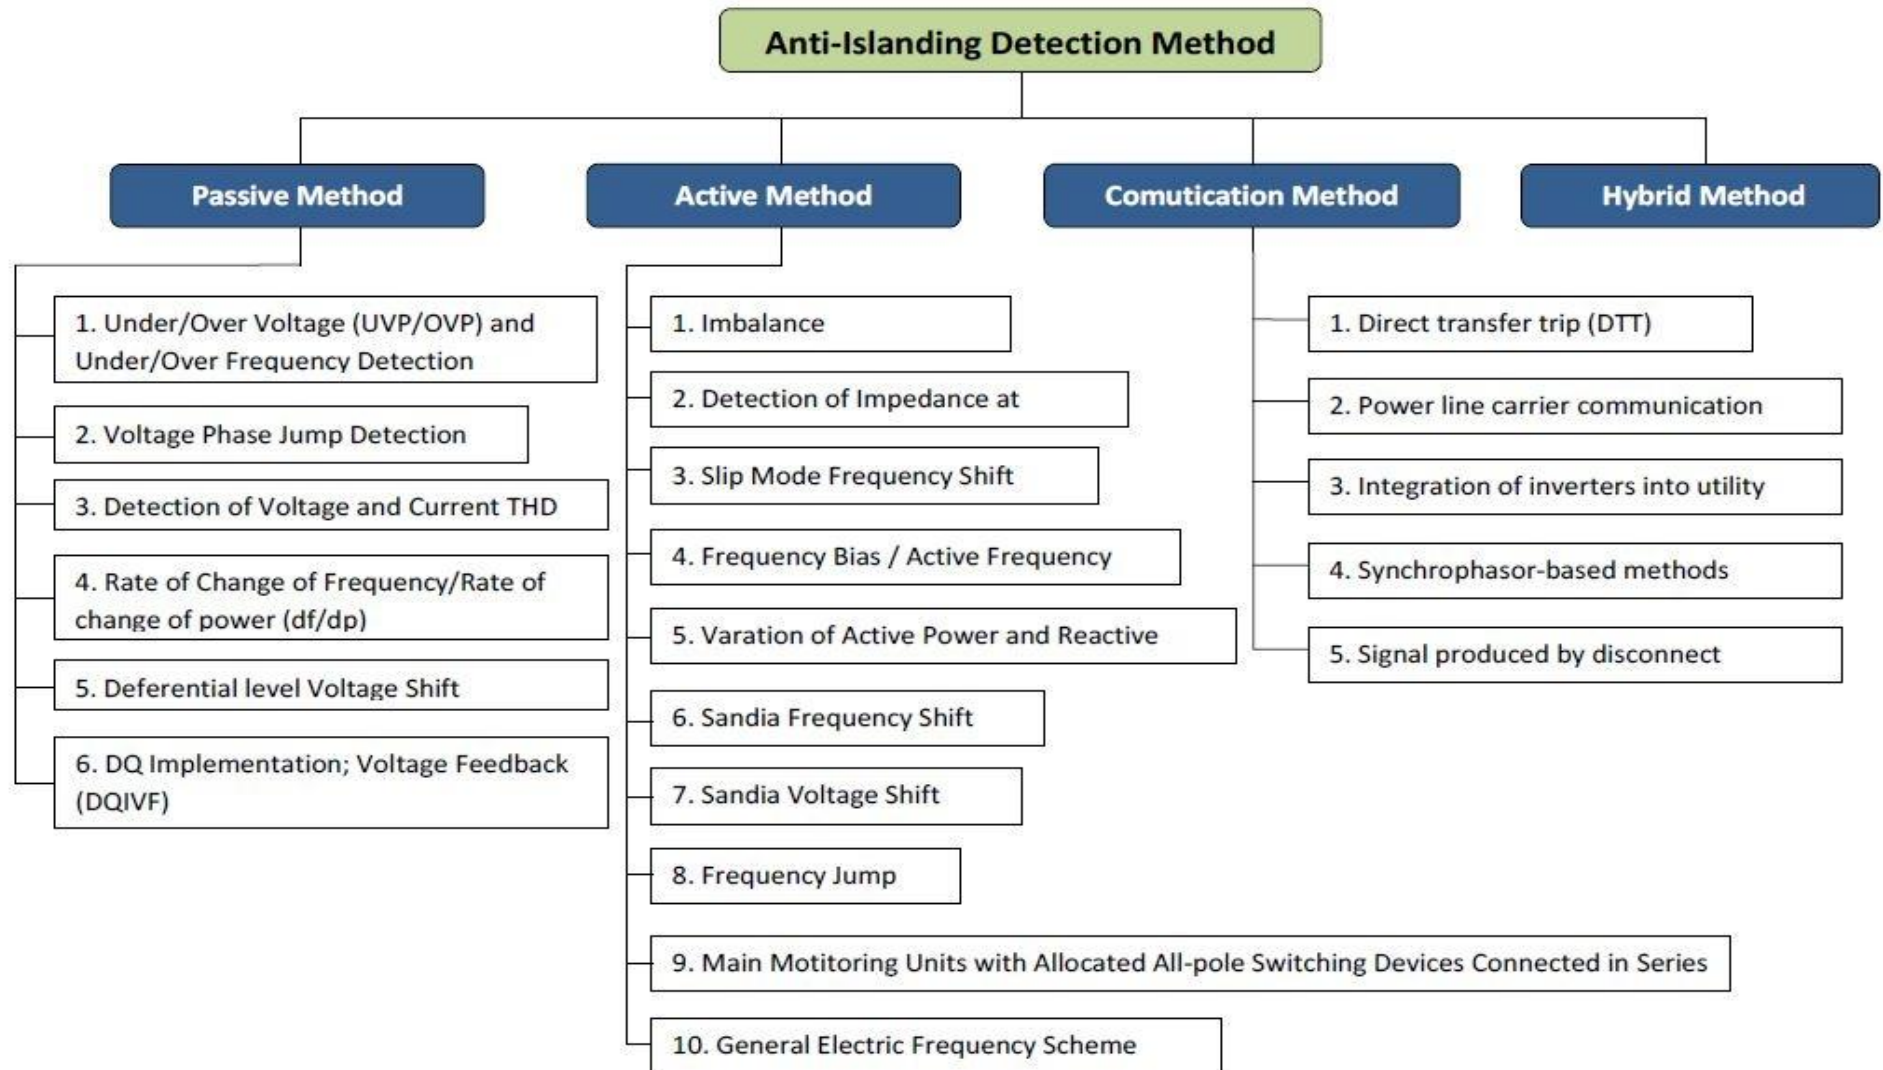 Anti-Islanding Detection Method
Passive Method
Active Method
Comutication Method
Hybrid Method
1. Under/Over Voltage (UVP/OVP) and
Under/Over Frequency Detection
2. Voltage Phase Jump Detection
3. Detection of Voltage and Current THD
4. Rate of Change of Frequency/Rate of
change of power (df/dp)
5. Deferential level Voltage Shift
6. DQ Implementation; Voltage Feedback
(DQIVF)
1. Imbalance
2. Detection of Impedance at
3. Slip Mode Frequency Shift
4. Frequency Bias / Active Frequency
5. Varation of Active Power and Reactive
6. Sandia Frequency Shift
7. Sandia Voltage Shift
8. Frequency Jump
9. Main Motitoring Units with Allocated All-pole Switching Devices Connected in Series
10. General Electric Frequency Scheme
1. Direct transfer trip (DTT)
2. Power line carrier communication
3. Integration of inverters into utility
4. Synchrophasor-based methods
5. Signal produced by disconnect